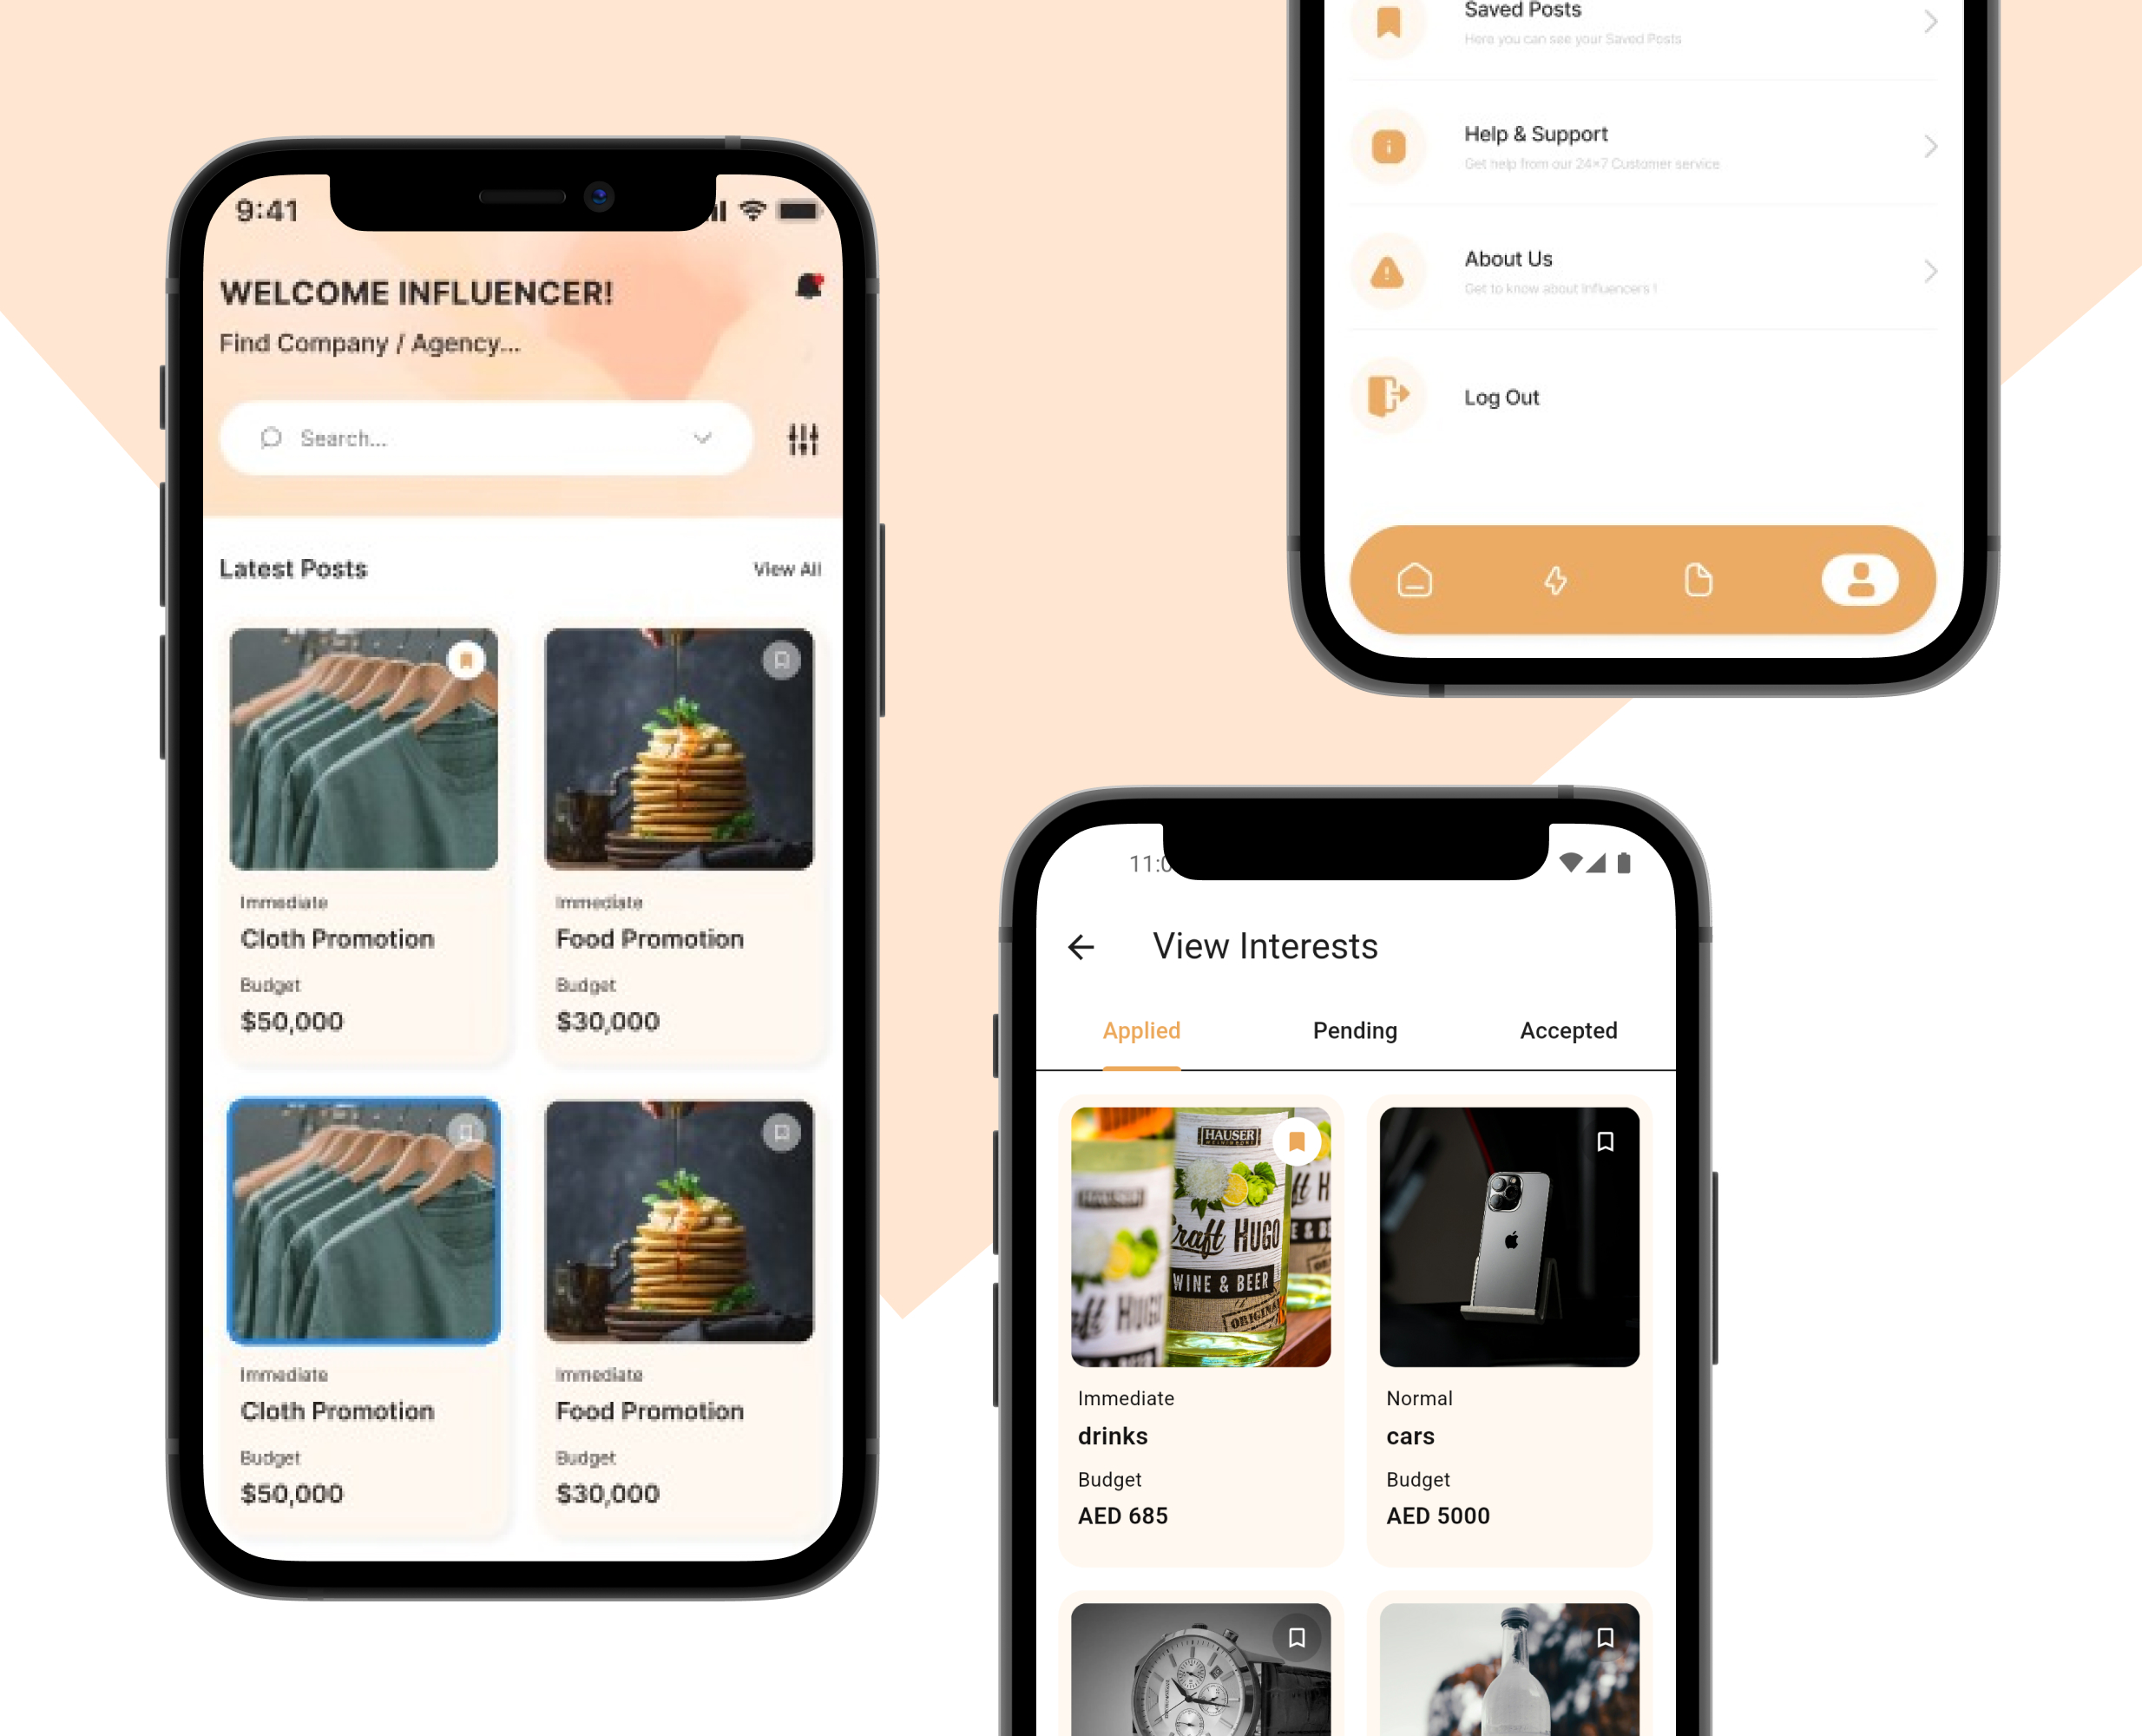 9:41
WELCOME INFLUENCER!
Find Company / Agency...
Search...
Latest Posts
View All
Immediate
Cloth Promotion
Budget
$50,000
Immediate
Food Promotion
Budget
$30,000
Immediate
Cloth Promotion
Budget
$50,000
Immediate
Food Promotion
Budget
$30,000
Saved Posts
Here you can see your Saved Posts
Help & Support
Get help from our 24×7 Customer service
About Us
Get to know about Influencers !
Log Out
View Interests
Applied
Pending
Accepted
HAUSER
Craft HUGO
WINE & BEER
ORIGINAL
Immediate
drinks
Budget
AED 685
Normal
cars
Budget
AED 5000